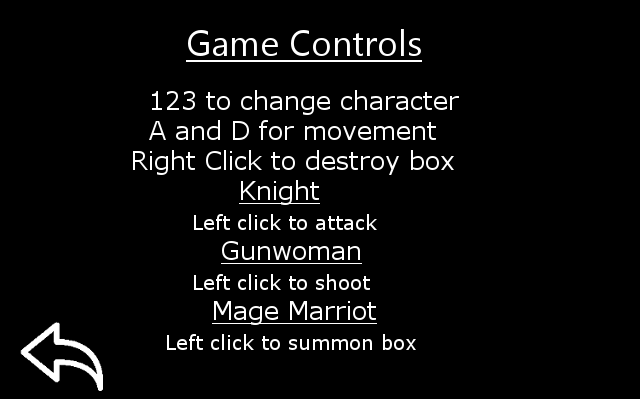 Game Controls
123 to change character
A and D for movement
Right Click to destroy box
Knight
Left click to attack
Gunwoman
Left click to shoot
Mage Marriot
Left click to summon box